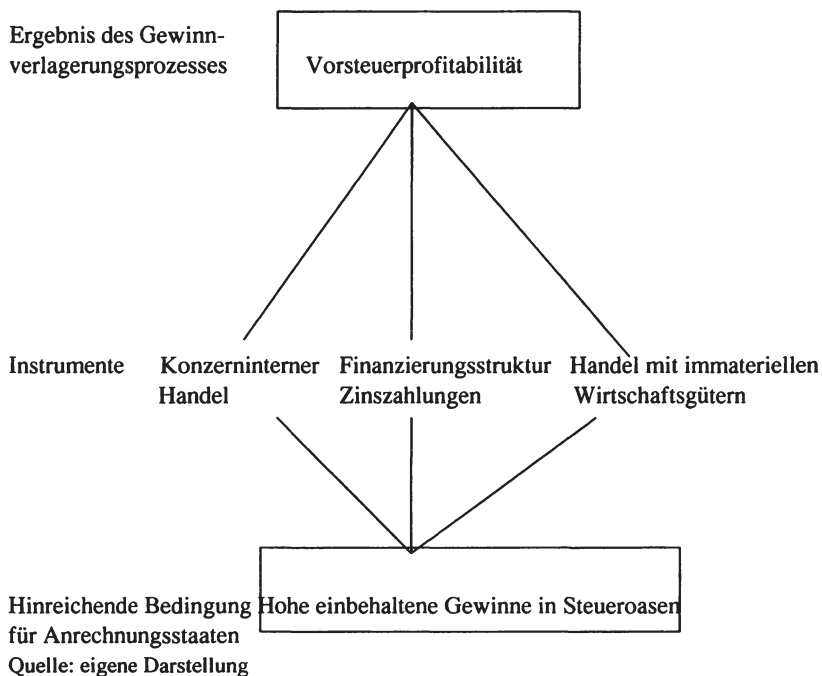 Ergebnis des Gewinn-
verlagerungsprozesses
Vorsteuerprofitabilität
Instrumente
Konzerninterner
Handel
Finanzierungsstruktur
Zinszahlungen
Handel mit immateriellen
Wirtschaftsgütern
Hinreichende Bedingung
für Anrechnungsstaaten
Hohe einbehaltene Gewinne in Steueroasen
Quelle: eigene Darstellung